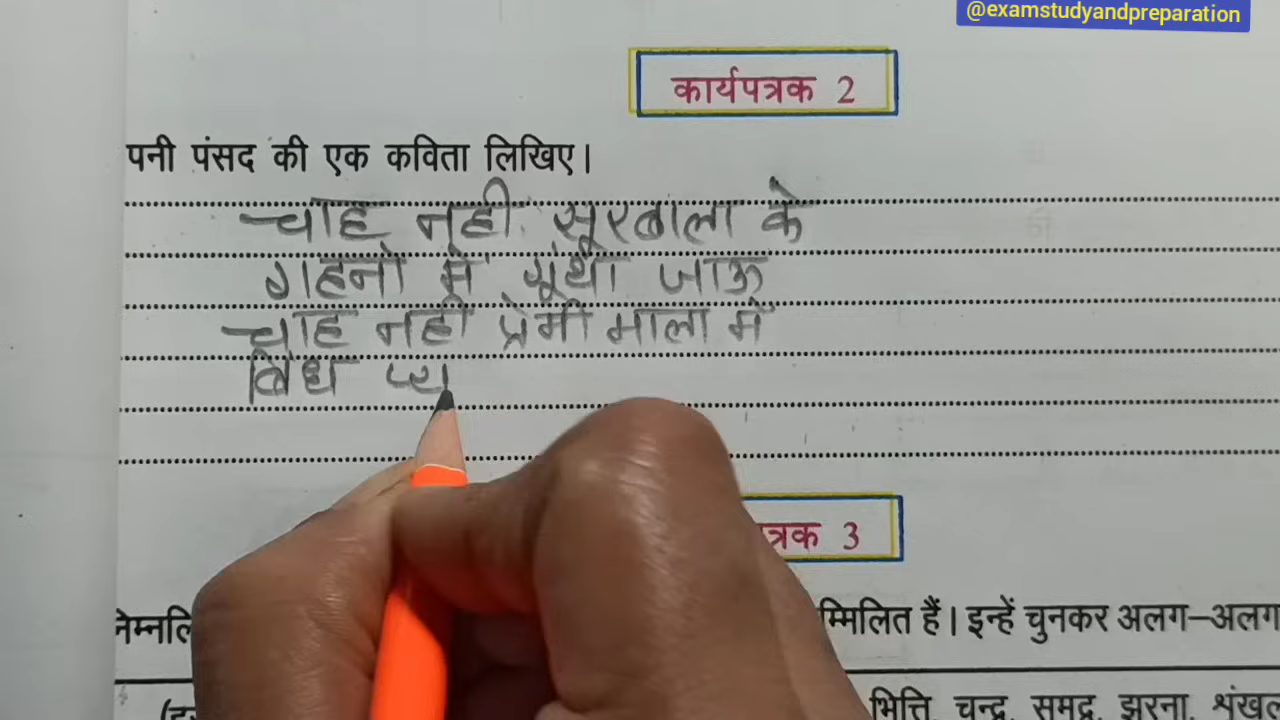 @examstudyandpreparation
कार्यपत्रक 2
पनी पंसद की एक कविता लिखिए।
चाह नही सूरबाला के
गहनो में गूंथा जाऊ
चाह नही प्रेमी माला में
बिंध प्य
त्रक 3
निम्नलि
म्मिलित हैं। इन्हें चुनकर अलग–अलग
भित्ति, चन्द्र, समुद्र, झरना, शृंखल